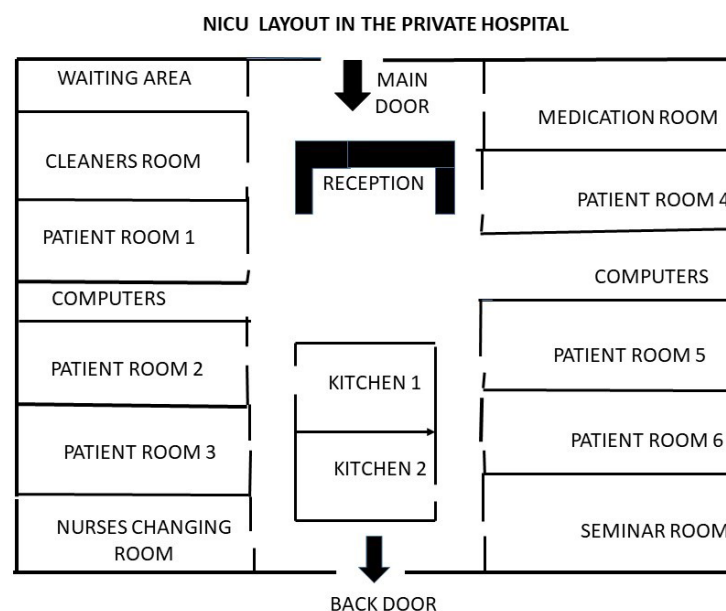 NICU LAYOUT IN THE PRIVATE HOSPITAL
WAITING AREA
MAIN
DOOR
MEDICATION ROOM
CLEANERS ROOM
RECEPTION
PATIENT ROOM 4
PATIENT ROOM 1
COMPUTERS
COMPUTERS
PATIENT ROOM 2
KITCHEN 1
PATIENT ROOM 5
PATIENT ROOM 3
KITCHEN 2
PATIENT ROOM 6
NURSES CHANGING
ROOM
SEMINAR ROOM
BACK DOOR